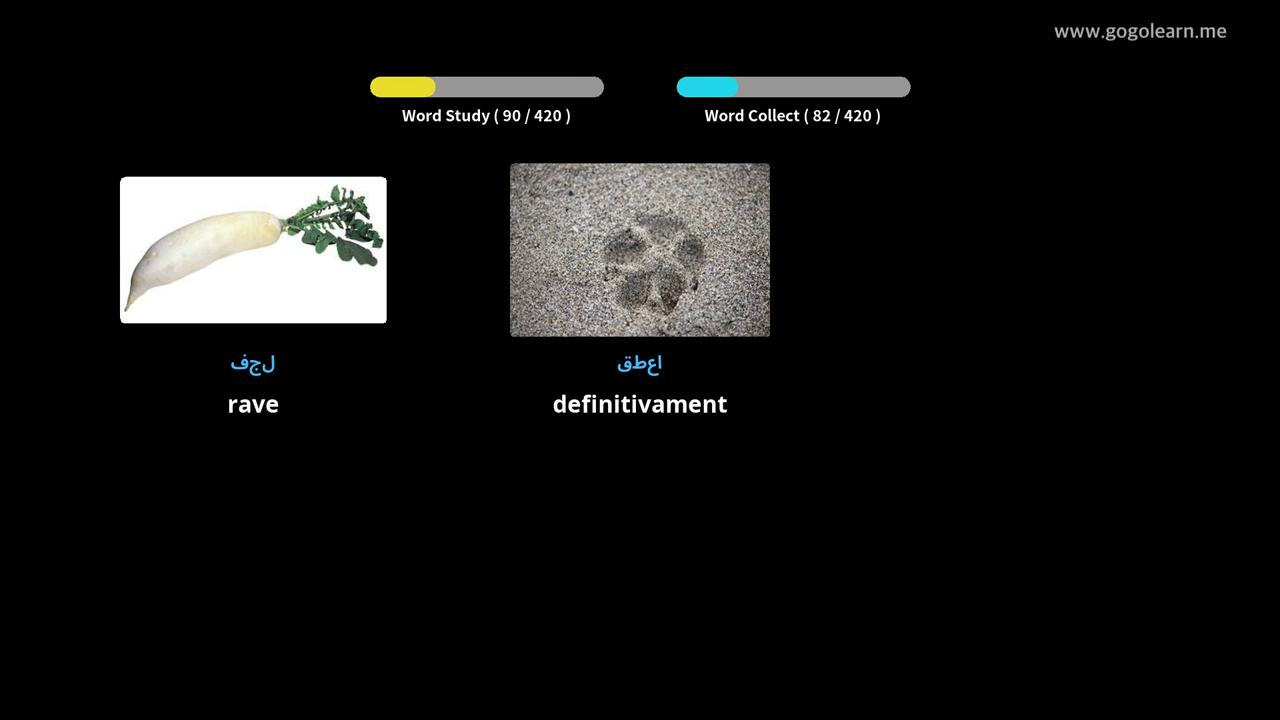 www.gogolearn.me
Word Study ( 90 / 420 )
Word Collect ( 82 / 420 )
لجف
rave
اعطق
definitivament